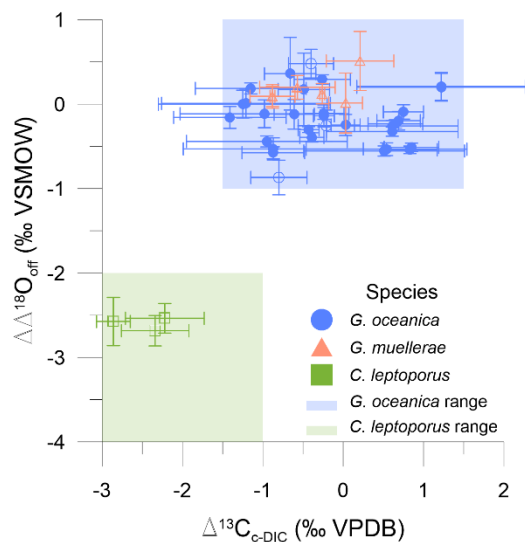 1
0
-1
-2
-3
-4
ΔΔ¹⁸Ooff (‰ VSMOW)
Species
G. oceanica
G. muellerae
C. leptoporus
G. oceanica range
C. leptoporus range
-3 -2 -1 0 1 2
Δ¹³Cc-DIC (‰ VPDB)